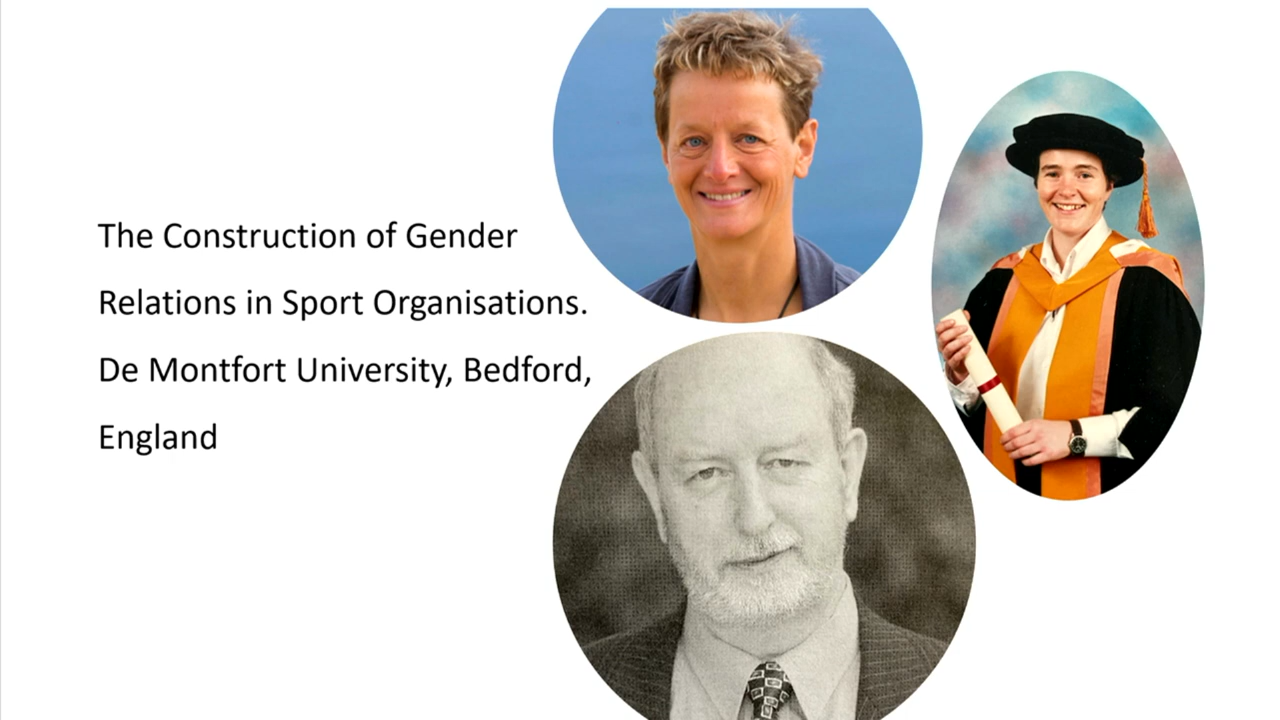 The Construction of Gender
Relations in Sport Organisations.
De Montfort University, Bedford,
England